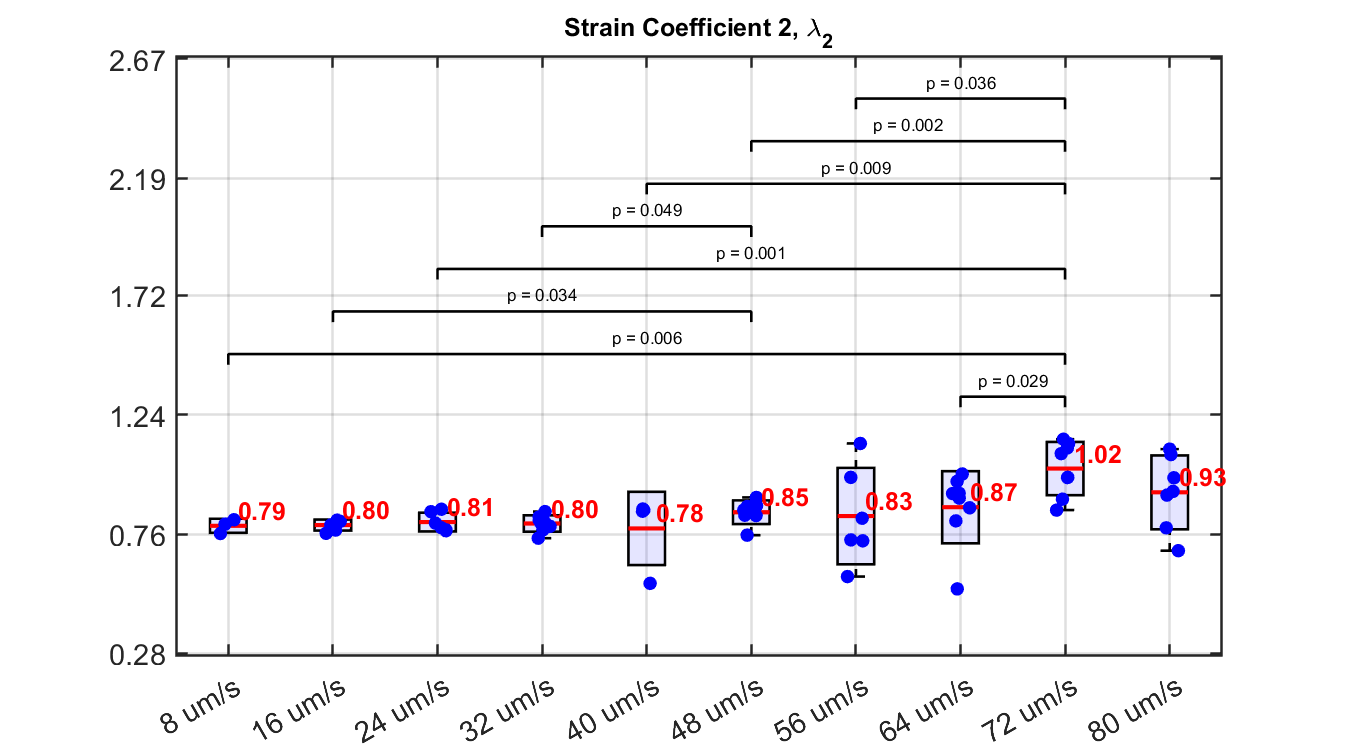 Strain Coefficient 2, λ2
2.67
2.19
1.72
1.24
0.76
0.28
p = 0.036
p = 0.002
p = 0.009
p = 0.049
p = 0.001
p = 0.034
p = 0.006
p = 0.029
0.79
0.80
0.81
0.80
0.78
0.85
0.83
0.87
1.02
0.93
8 um/s
16 um/s
24 um/s
32 um/s
40 um/s
48 um/s
56 um/s
64 um/s
72 um/s
80 um/s